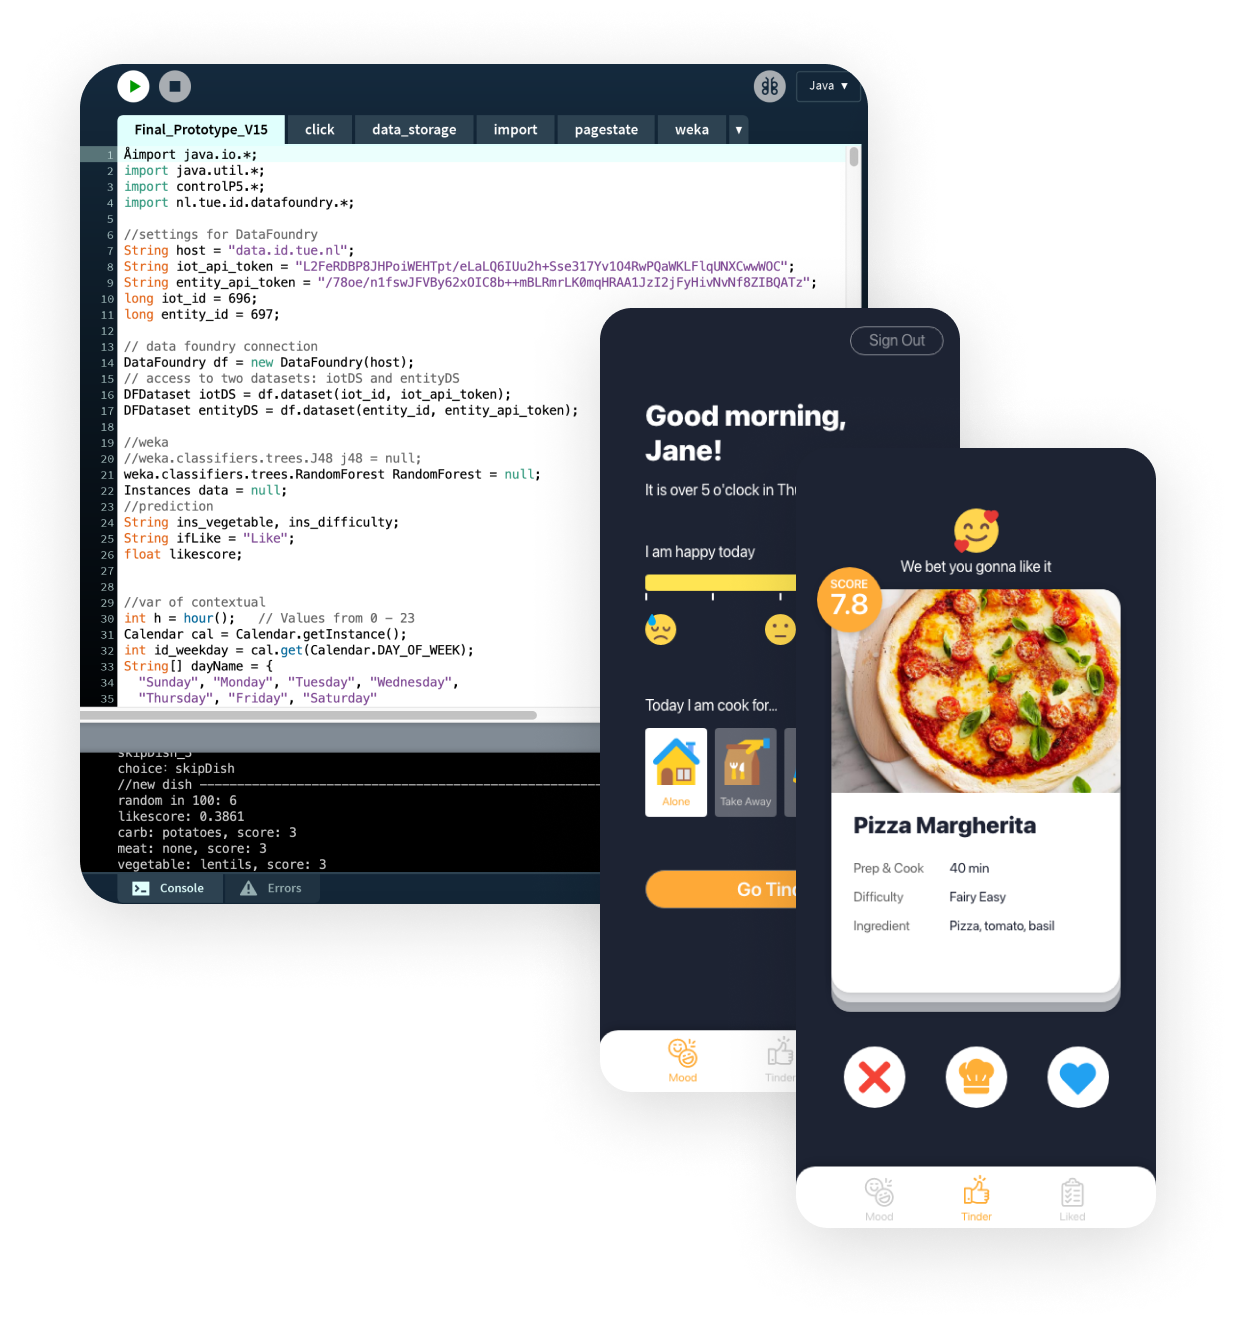 Java ▼
Final_Prototype_V15 click data_storage import pagestate weka ▼
1 Åimport java.io.*;
2 import java.util.*;
3 import controlP5.*;
4 import nl.tue.id.datafoundry.*;
5
6 //settings for DataFoundry
7 String host = "data.id.tue.nl";
8 String iot_api_token = "L2FeRDBP8JHPoiWEHTpt/eLaLQ6IUu2h+Sse317Yv1O4RwPQaWKLFlqUNXCwwWOC";
9 String entity_api_token = "/78oe/n1fswJFVBy62xOIC8b++mBLRmrLK0mqHRAA1JzI2jFyHivNvNf8ZIBQATz";
10 long iot_id = 696;
11 long entity_id = 697;
12
13 // data foundry connection
14 DataFoundry df = new DataFoundry(host);
15 // access to two datasets: iotDS and entityDS
16 DFDataset iotDS = df.dataset(iot_id, iot_api_token);
17 DFDataset entityDS = df.dataset(entity_id, entity_api_token);
18
19 //weka
20 //weka.classifiers.trees.J48 j48 = null;
21 weka.classifiers.trees.RandomForest RandomForest = null;
22 Instances data = null;
23 //prediction
24 String ins_vegetable, ins_difficulty;
25 String ifLike = "Like";
26 float likescore;
27
28
29 //var of contextual
30 int h = hour();   // Values from 0 – 23
31 Calendar cal = Calendar.getInstance();
32 int id_weekday = cal.get(Calendar.DAY_OF_WEEK);
33 String[] dayName = {
34   "Sunday", "Monday", "Tuesday", "Wednesday",
35   "Thursday", "Friday", "Saturday"
skipDish_3
choice: skipDish
//new dish ——————————————————————————
random in 100: 6
likescore: 0.3861
carb: potatoes, score: 3
meat: none, score: 3
vegetable: lentils, score: 3
Console Errors
Sign Out
Good morning,
Jane!
It is over 5 o'clock in Thu
I am happy today
Today I am cook for...
Alone Take Away
Go Tind
Mood Tinder
We bet you gonna like it
SCORE
7.8
Pizza Margherita
Prep & Cook 40 min
Difficulty Fairy Easy
Ingredient Pizza, tomato, basil
Mood Tinder Liked